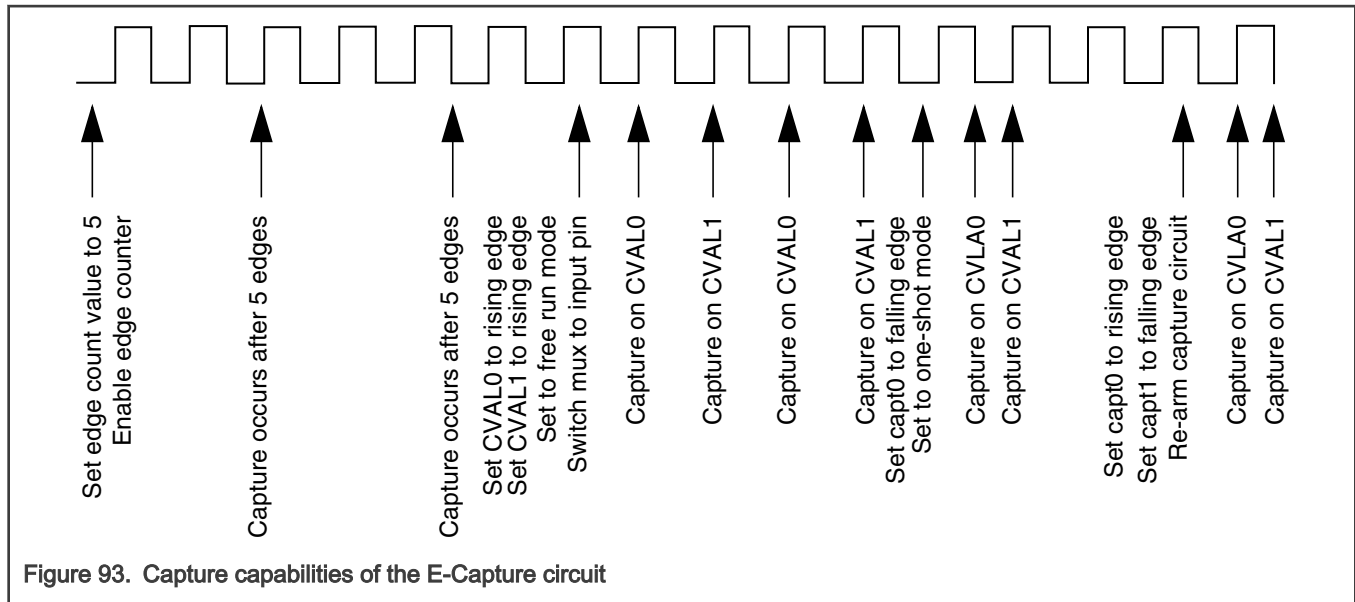 Set edge count value to 5
Enable edge counter
Capture occurs after 5 edges
Capture occurs after 5 edges
Set CVAL0 to rising edge
Set CVAL1 to rising edge
Set to free run mode
Switch mux to input pin
Capture on CVAL0
Capture on CVAL1
Capture on CVAL0
Capture on CVAL1
Set capt0 to falling edge
Set to one-shot mode
Capture on CVLA0
Capture on CVAL1
Set capt0 to rising edge
Set capt1 to falling edge
Re-arm capture circuit
Capture on CVLA0
Capture on CVAL1
Figure 93. Capture capabilities of the E-Capture circuit